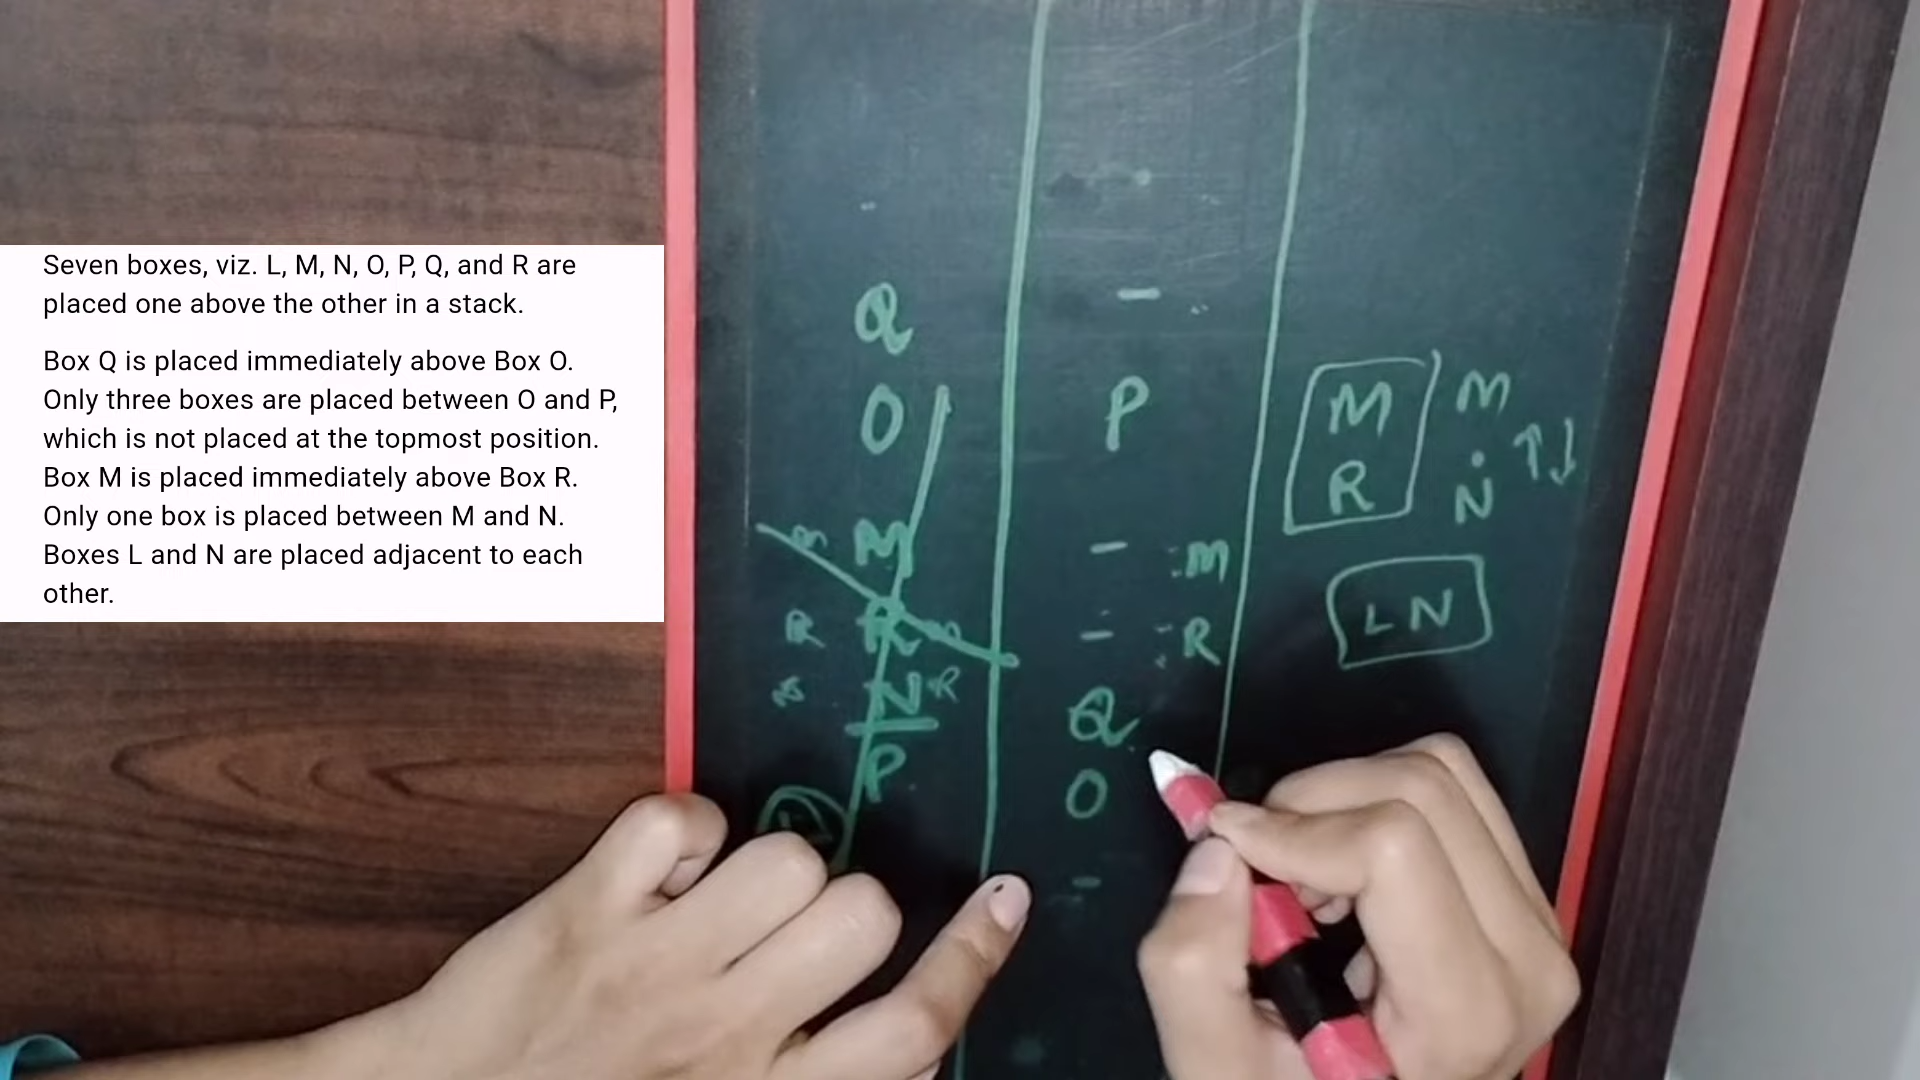 Seven boxes, viz. L, M, N, O, P, Q, and R are
placed one above the other in a stack.
Box Q is placed immediately above Box O.
Only three boxes are placed between O and P,
which is not placed at the topmost position.
Box M is placed immediately above Box R.
Only one box is placed between M and N.
Boxes L and N are placed adjacent to each
other.
Q
O
M
R R
N R
P
-
P
- M
- R
Q
O
-
M
R
M
.
N
↑↓
L N